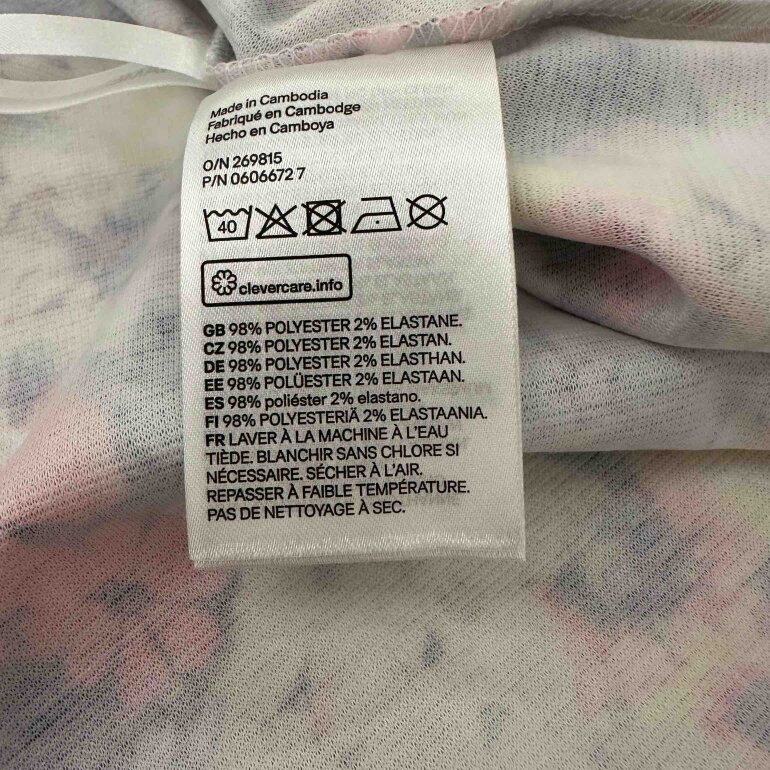 Made in Cambodia
Fabriqué en Cambodge
Hecho en Camboya
O/N 269815
P/N 0606672 7
40
clevercare.info
GB 98% POLYESTER 2% ELASTANE.
CZ 98% POLYESTER 2% ELASTAN.
DE 98% POLYESTER 2% ELASTHAN.
EE 98% POLÜESTER 2% ELASTAAN.
ES 98% poliéster 2% elastano.
FI 98% POLYESTERIÄ 2% ELASTAANIA.
FR LAVER À LA MACHINE À L'EAU
TIÈDE. BLANCHIR SANS CHLORE SI
NÉCESSAIRE. SÉCHER À L'AIR.
REPASSER À FAIBLE TEMPÉRATURE.
PAS DE NETTOYAGE À SEC.